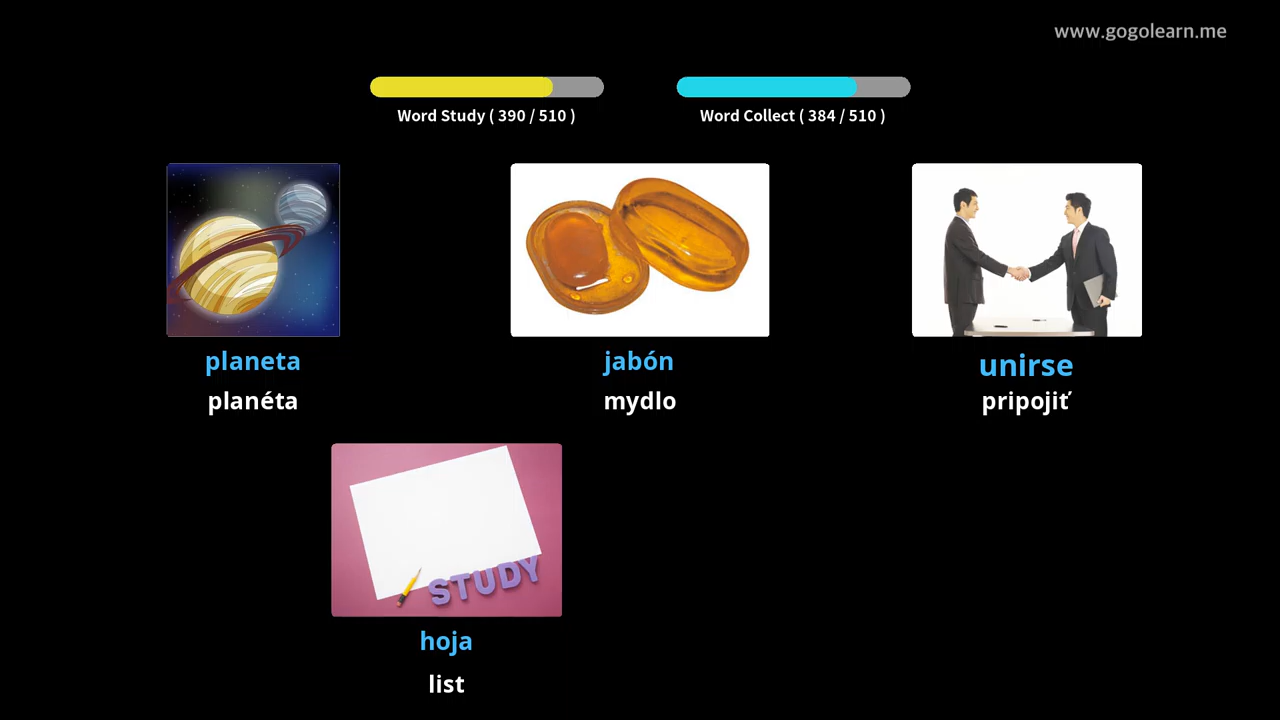 www.gogolearn.me
Word Study ( 390 / 510 )
Word Collect ( 384 / 510 )
planeta
planéta
jabón
mydlo
unirse
pripojiť
STUDY
hoja
list